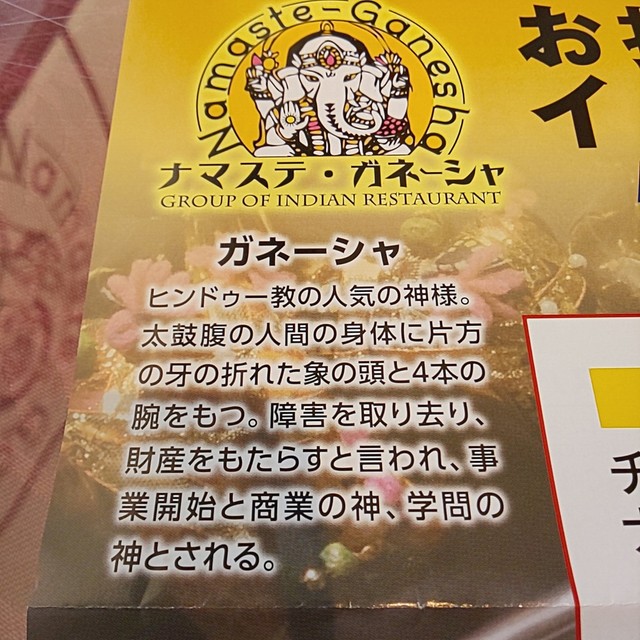 Namaste-Ganesha
ナマステ・ガネーシャ
GROUP OF INDIAN RESTAURANT
お
イ
ガネーシャ
ヒンドゥー教の人気の神様。
太鼓腹の人間の身体に片方
の牙の折れた象の頭と4本の
腕をもつ。障害を取り去り、
財産をもたらすと言われ、事
業開始と商業の神、学問の
神とされる。
チ